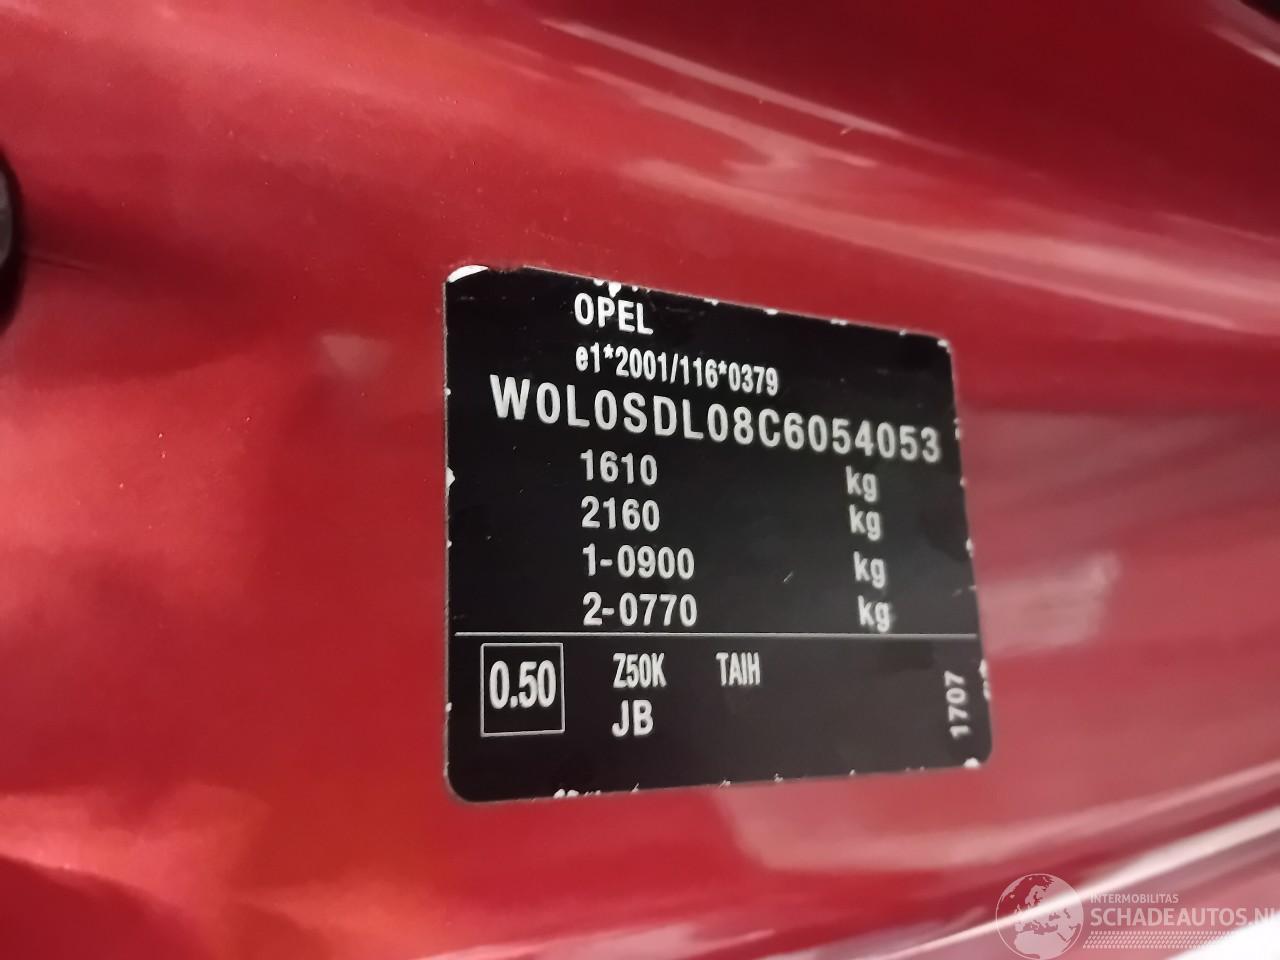 OPEL
e1*2001/116*0379
W0L0SDL08C6054053
1610 kg
2160 kg
1-0900 kg
2-0770 kg
0.50 Z50K TAIH
JB
1707
INTERMOBILITAS
SCHADEAUTOS.NL